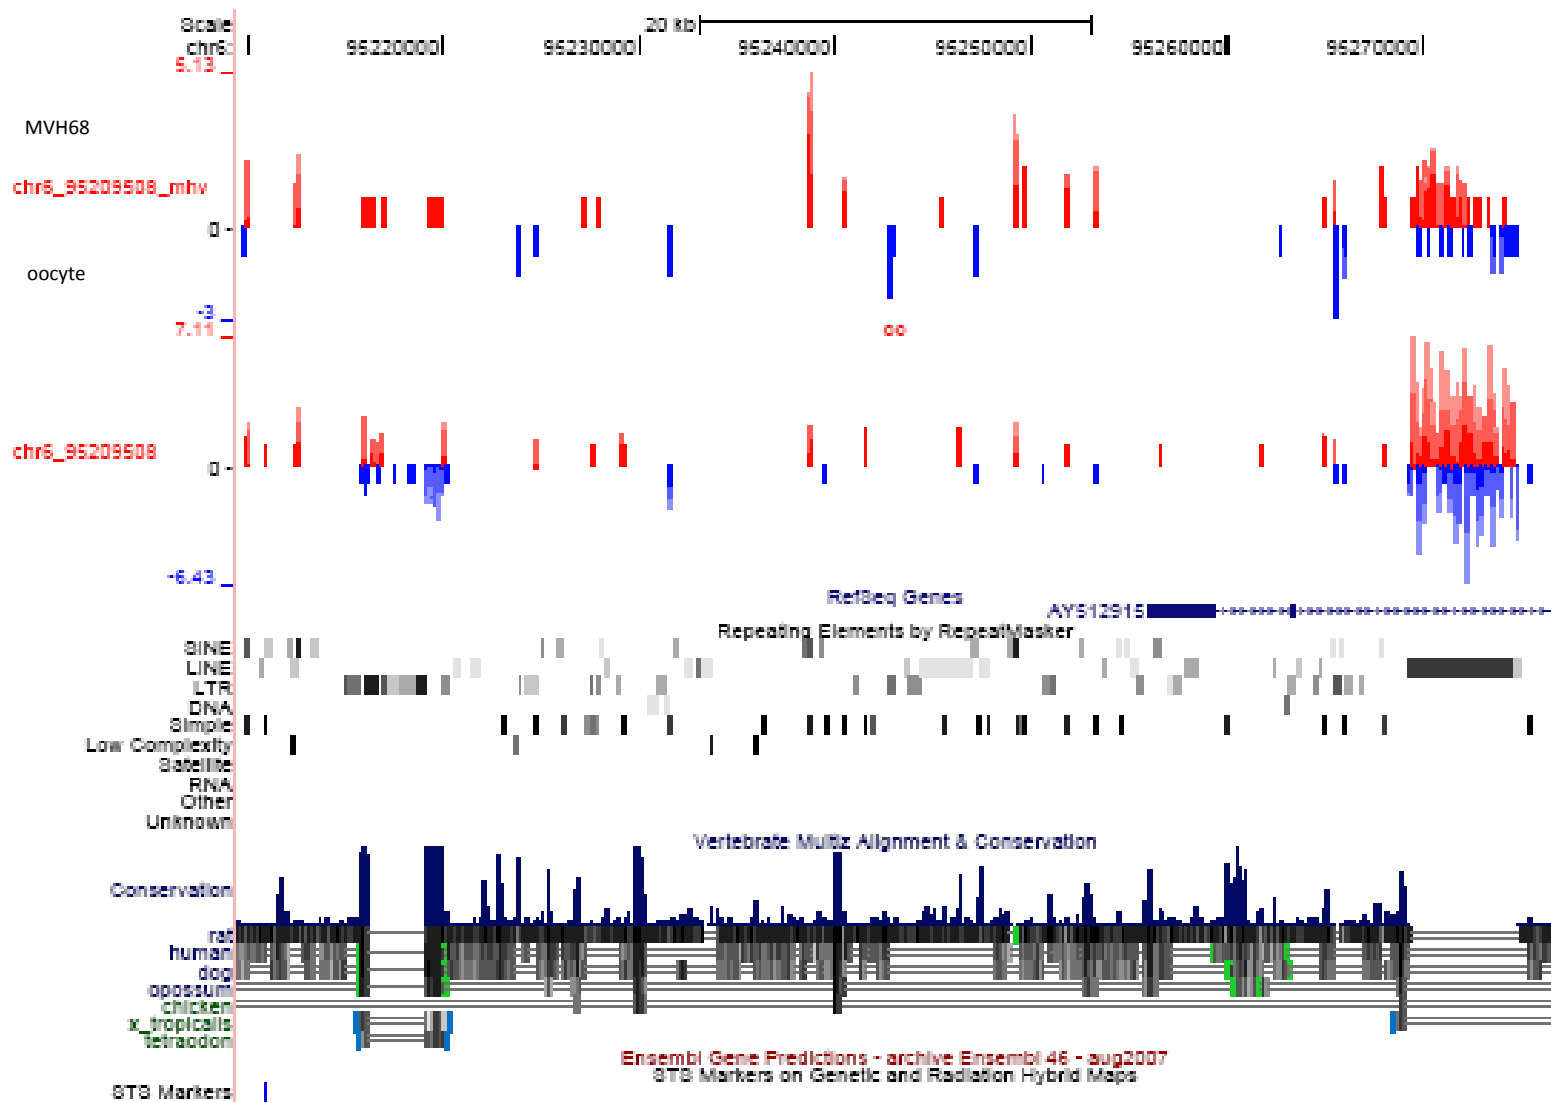 Scale 20 kb
chr6: 95220000 95230000 95240000 95250000 95260000 95270000
5.13
MVH68
chr6_95209508_mhv
0
oocyte
-3
7.11
oo
chr6_95209508
0
-6.43
RefSeq Genes
AY512915
Repeating Elements by RepeatMasker
SINE
LINE
LTR
DNA
Simple
Low Complexity
Satellite
RNA
Other
Unknown
Vertebrate Multiz Alignment & Conservation
Conservation
rat
human
dog
opossum
chicken
x_tropicalis
tetraodon
Ensembl Gene Predictions - archive Ensembl 46 - aug2007
STS Markers on Genetic and Radiation Hybrid Maps
STS Markers